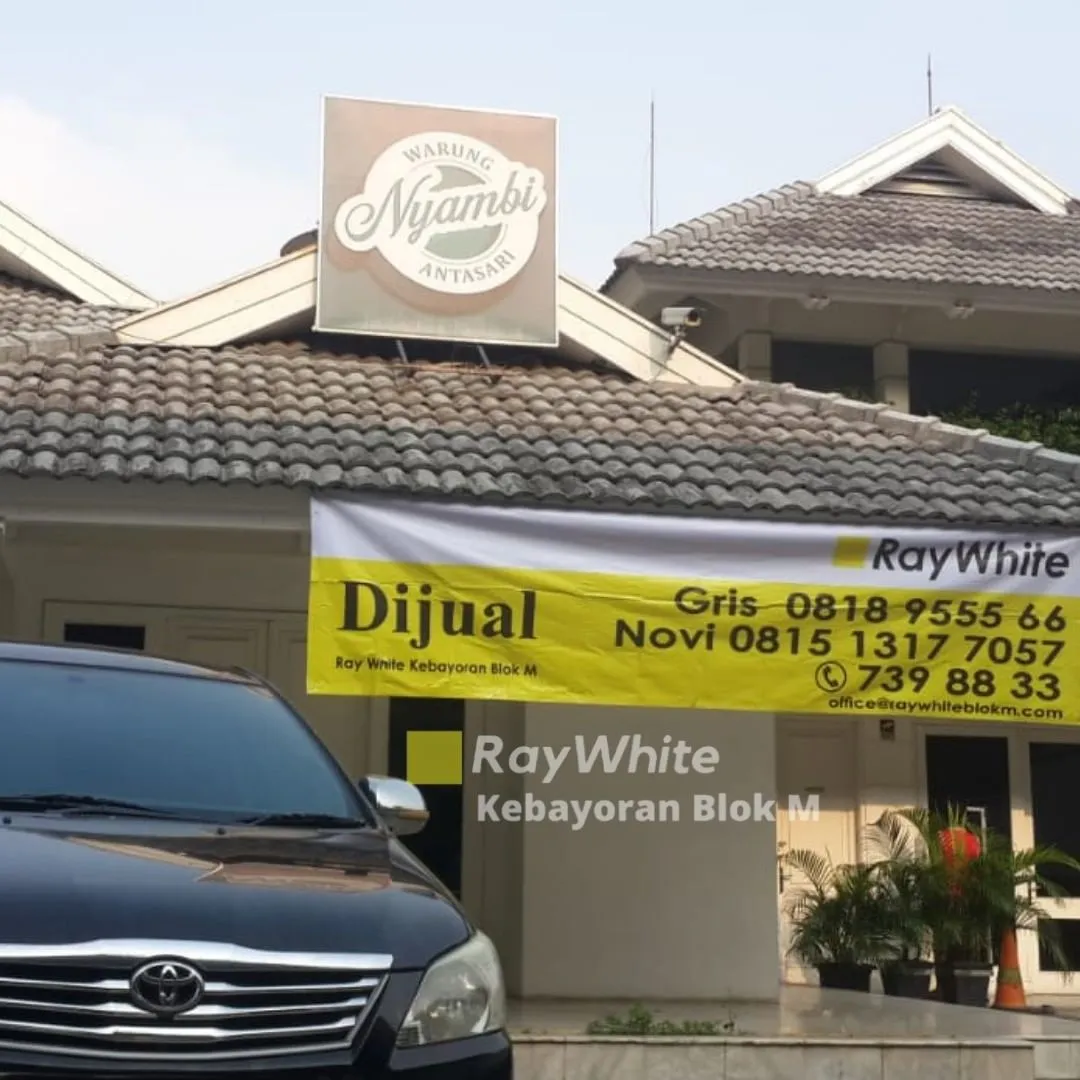 WARUNG
Nyambi
ANTASARI
RayWhite
Dijual
Ray White Kebayoran Blok M
Gris 0818 9555 66
Novi 0815 1317 7057
739 88 33
office@raywhiteblokm.com
RayWhite
Kebayoran Blok M